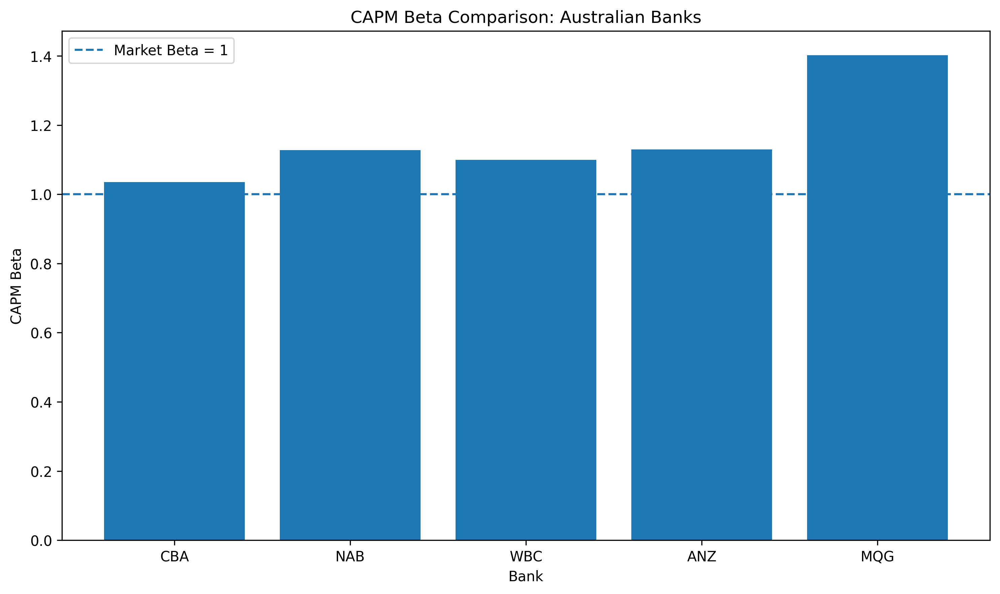 CAPM Beta Comparison: Australian Banks
Market Beta = 1
1.4
1.2
1.0
0.8
0.6
0.4
0.2
0.0
CAPM Beta
CBA NAB WBC ANZ MQG
Bank